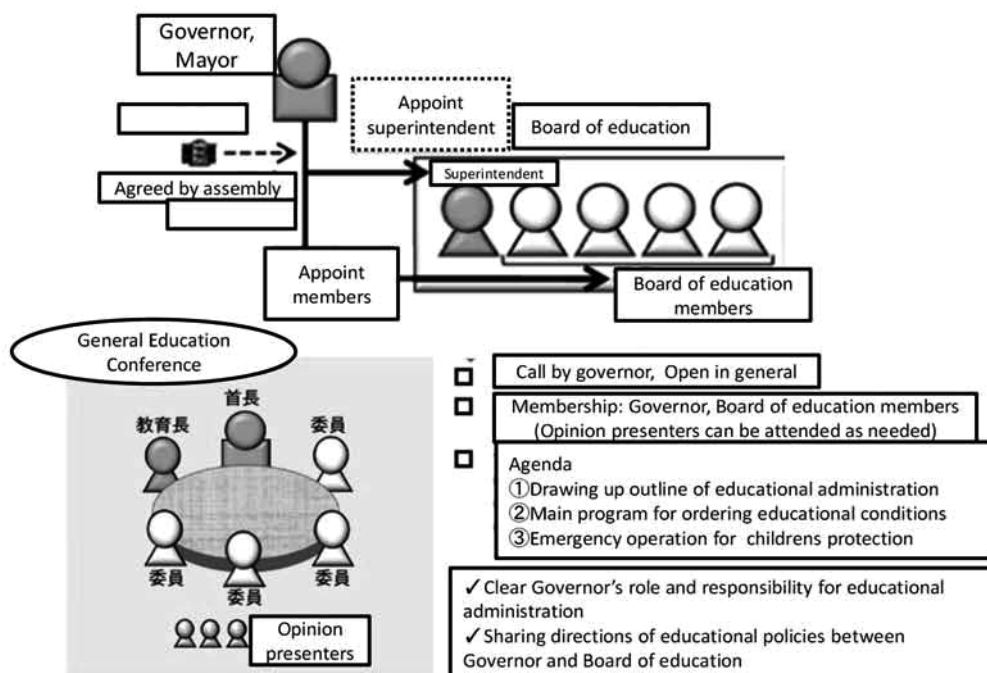 Governor,
Mayor
Appoint
superintendent
Board of education
Superintendent
Agreed by assembly
Appoint
members
Board of education
members
General Education
Conference
首長
教育長
委員
委員
委員
委員
Opinion
presenters
Call by governor, Open in general
Membership: Governor, Board of education members
(Opinion presenters can be attended as needed)
Agenda
①Drawing up outline of educational administration
②Main program for ordering educational conditions
③Emergency operation for childrens protection
✓Clear Governor's role and responsibility for educational
administration
✓Sharing directions of educational policies between
Governor and Board of education